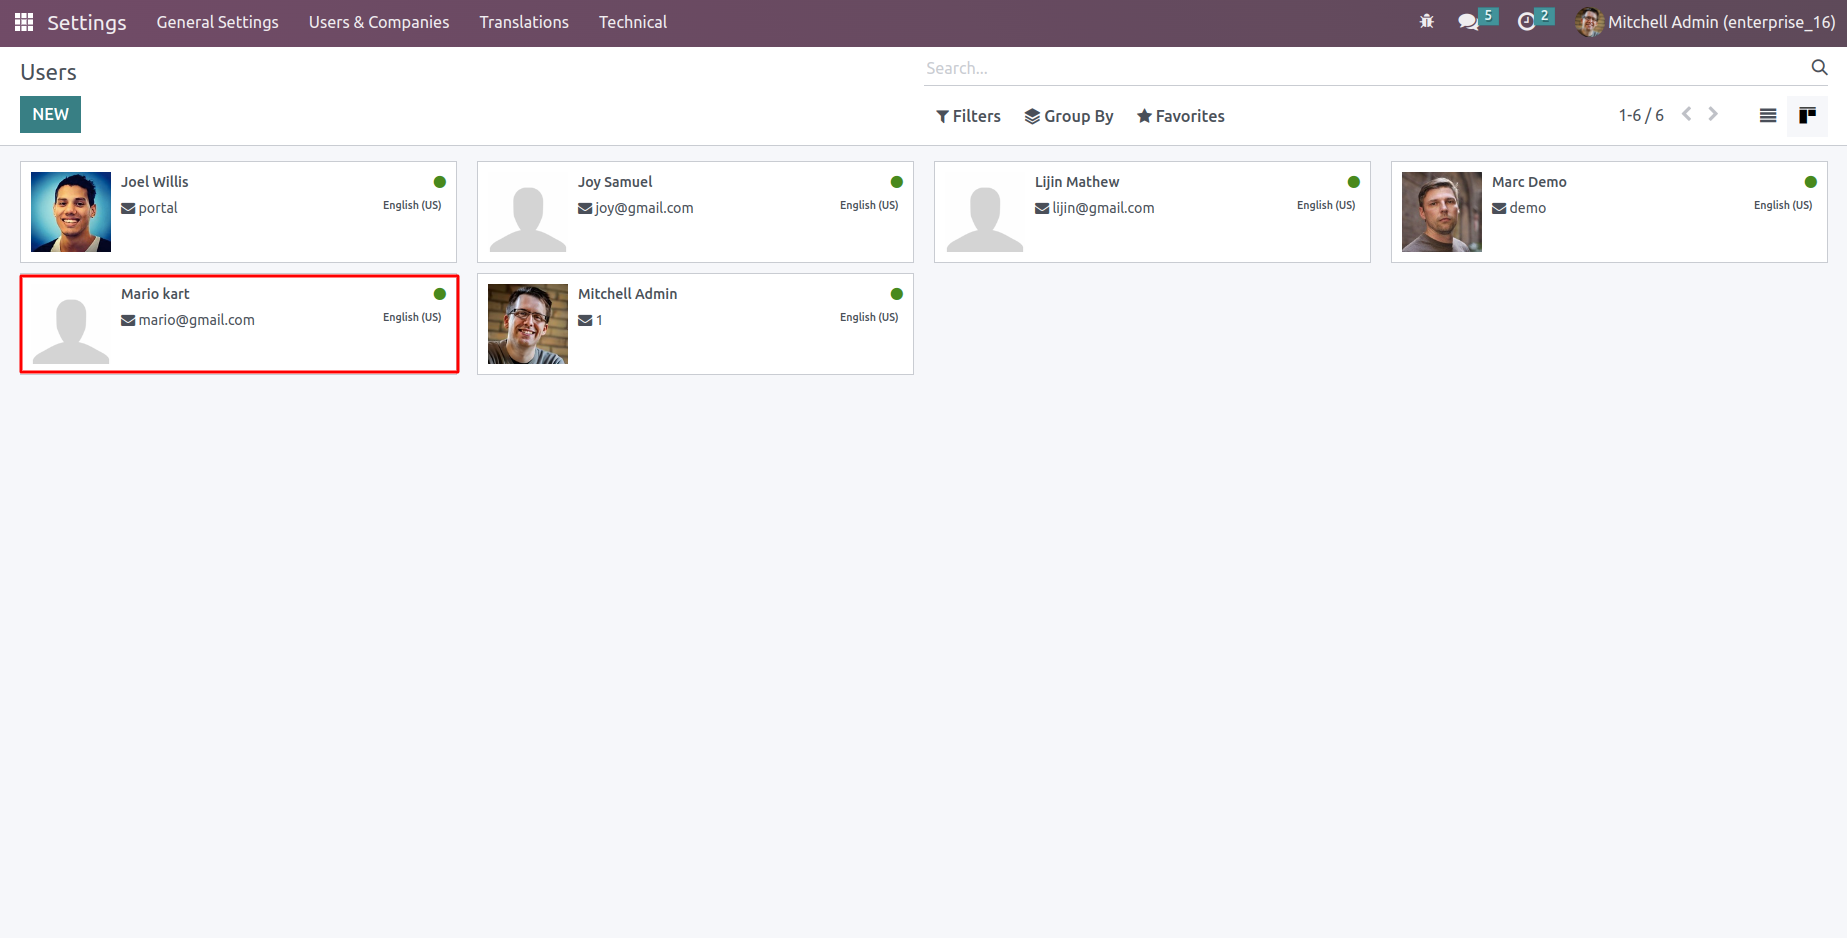 Settings General Settings Users & Companies Translations Technical 5 2 Mitchell Admin (enterprise_16)
Users Search...
NEW Filters Group By Favorites 1-6 / 6
Joel Willis
portal English (US)
Joy Samuel
joy@gmail.com English (US)
Lijin Mathew
lijin@gmail.com English (US)
Marc Demo
demo English (US)
Mario kart
mario@gmail.com English (US)
Mitchell Admin
1 English (US)